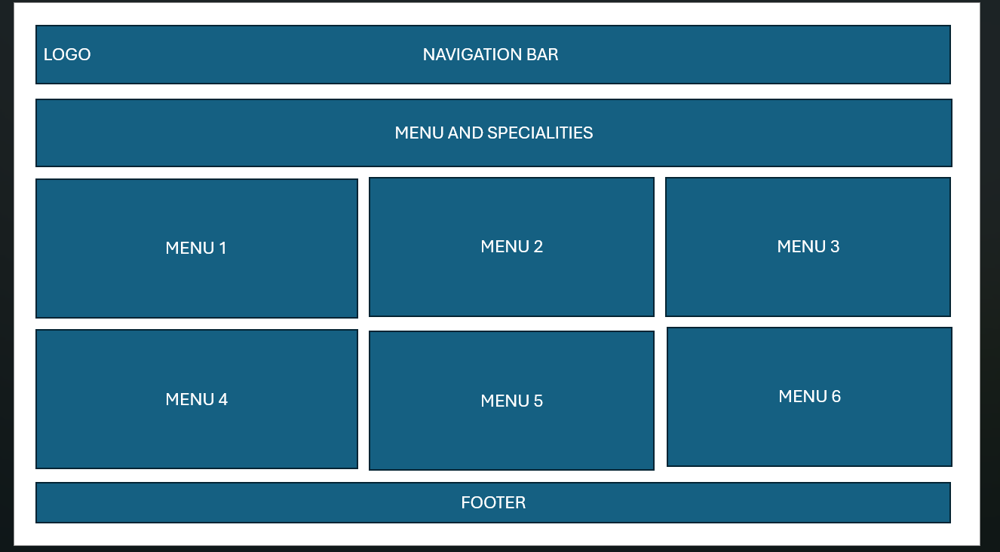 LOGO
NAVIGATION BAR
MENU AND SPECIALITIES
MENU 1
MENU 2
MENU 3
MENU 4
MENU 5
MENU 6
FOOTER